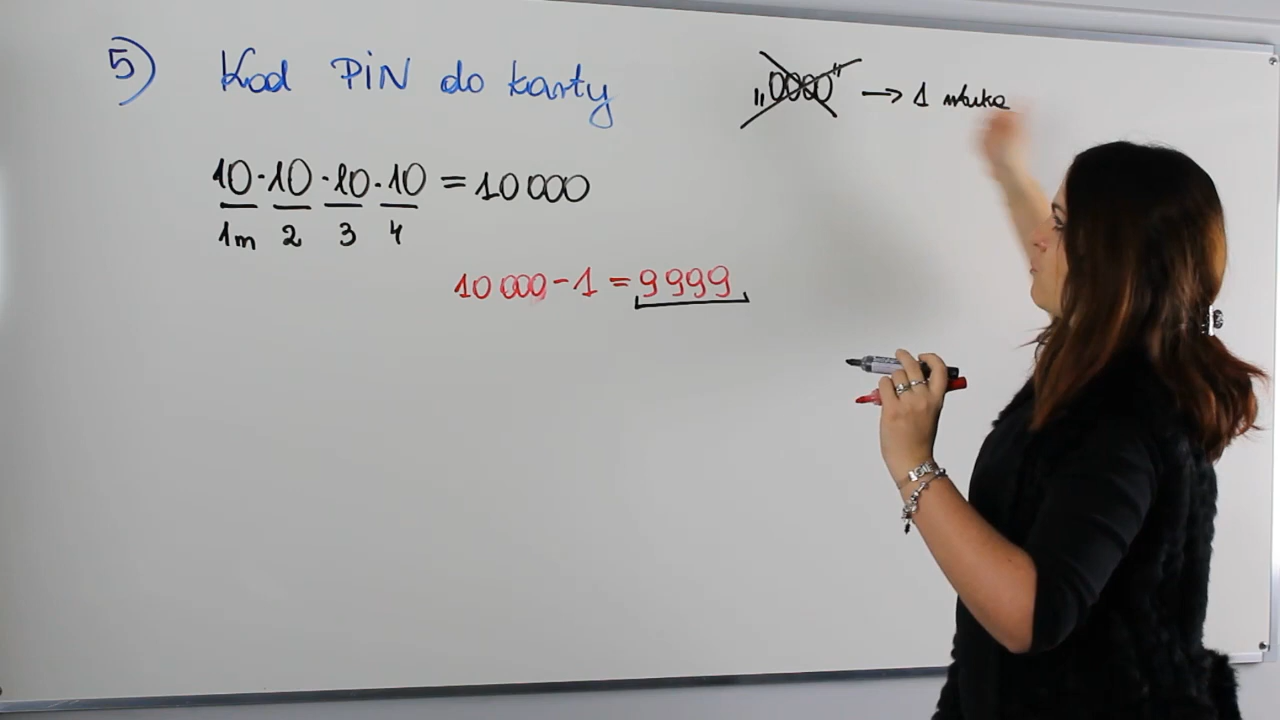 5) Kod PIN do karty
„0000" → 1 sztuka
10·10·10·10 = 10 000
1m 2 3 4
10 000 - 1 = 9999